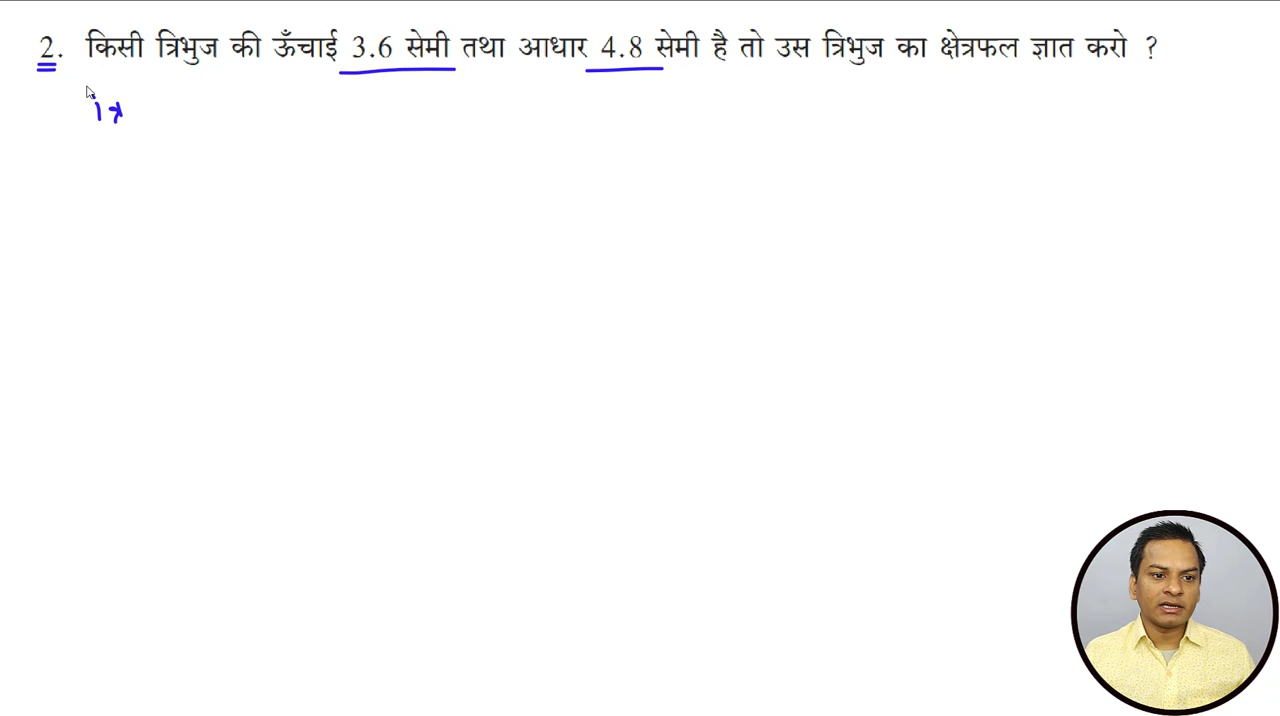 2. किसी त्रिभुज की ऊँचाई 3.6 सेमी तथा आधार 4.8 सेमी है तो उस त्रिभुज का क्षेत्रफल ज्ञात करो ?